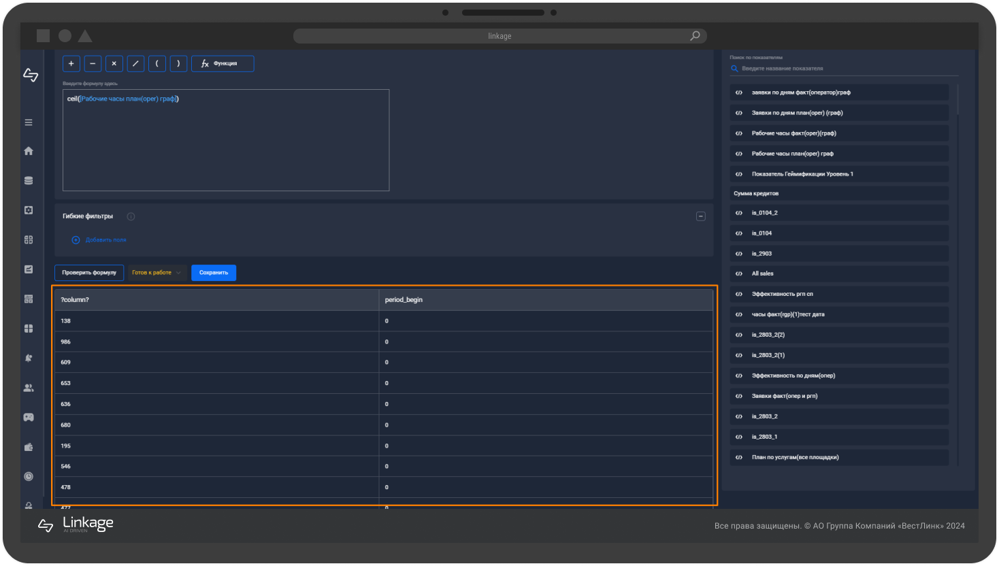 linkage
+ − × / ( ) fx Функция
Введите формулу здесь
ceil([Рабочие часы план(oper) граф])
Гибкие фильтры
Добавить поля
Проверить формулу
Готов к работе
Сохранить
?column? period_begin
138 0
986 0
609 0
653 0
636 0
680 0
195 0
546 0
478 0
477 0
Поиск по показателям
Введите название показателя
заявки по дням факт(оператор)граф
Заявки по дням план(oper) (граф)
Рабочие часы факт(oper)(граф)
Рабочие часы план(oper) граф
Показатель Геймификации Уровень 1
Сумма кредитов
is_0104_2
is_0104
is_2903
All sales
Эффективность ргп сп
часы факт(rgp)(1)тест дата
is_2803_2(2)
is_2803_2(1)
Эффективность по дням(опер)
Заявки факт(опер и ргп)
is_2803_2
is_2803_1
План по услугам(все площадки)
Linkage
AI DRIVEN
Все права защищены. © АО Группа Компаний «ВестЛинк» 2024